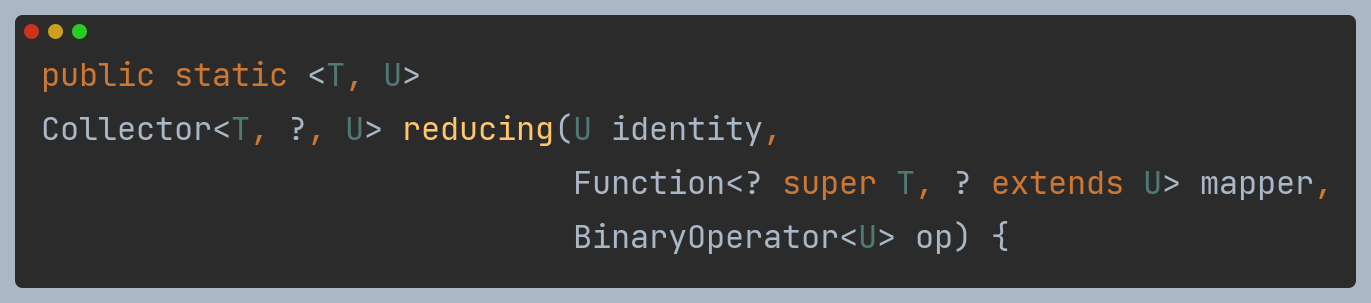 public static <T, U>
Collector<T, ?, U> reducing(U identity,
                            Function<? super T, ? extends U> mapper,
                            BinaryOperator<U> op) {